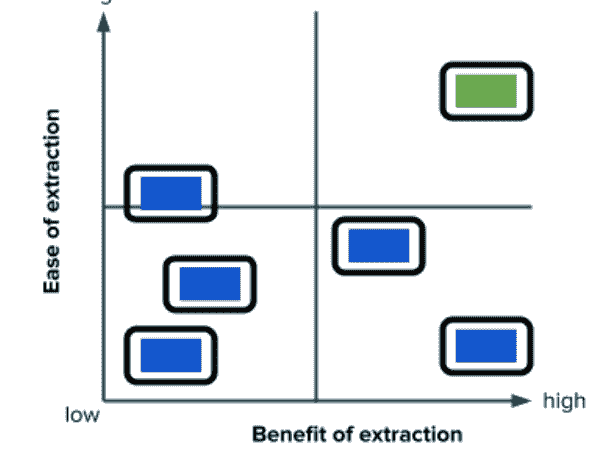 Ease of extraction
low
high
Benefit of extraction